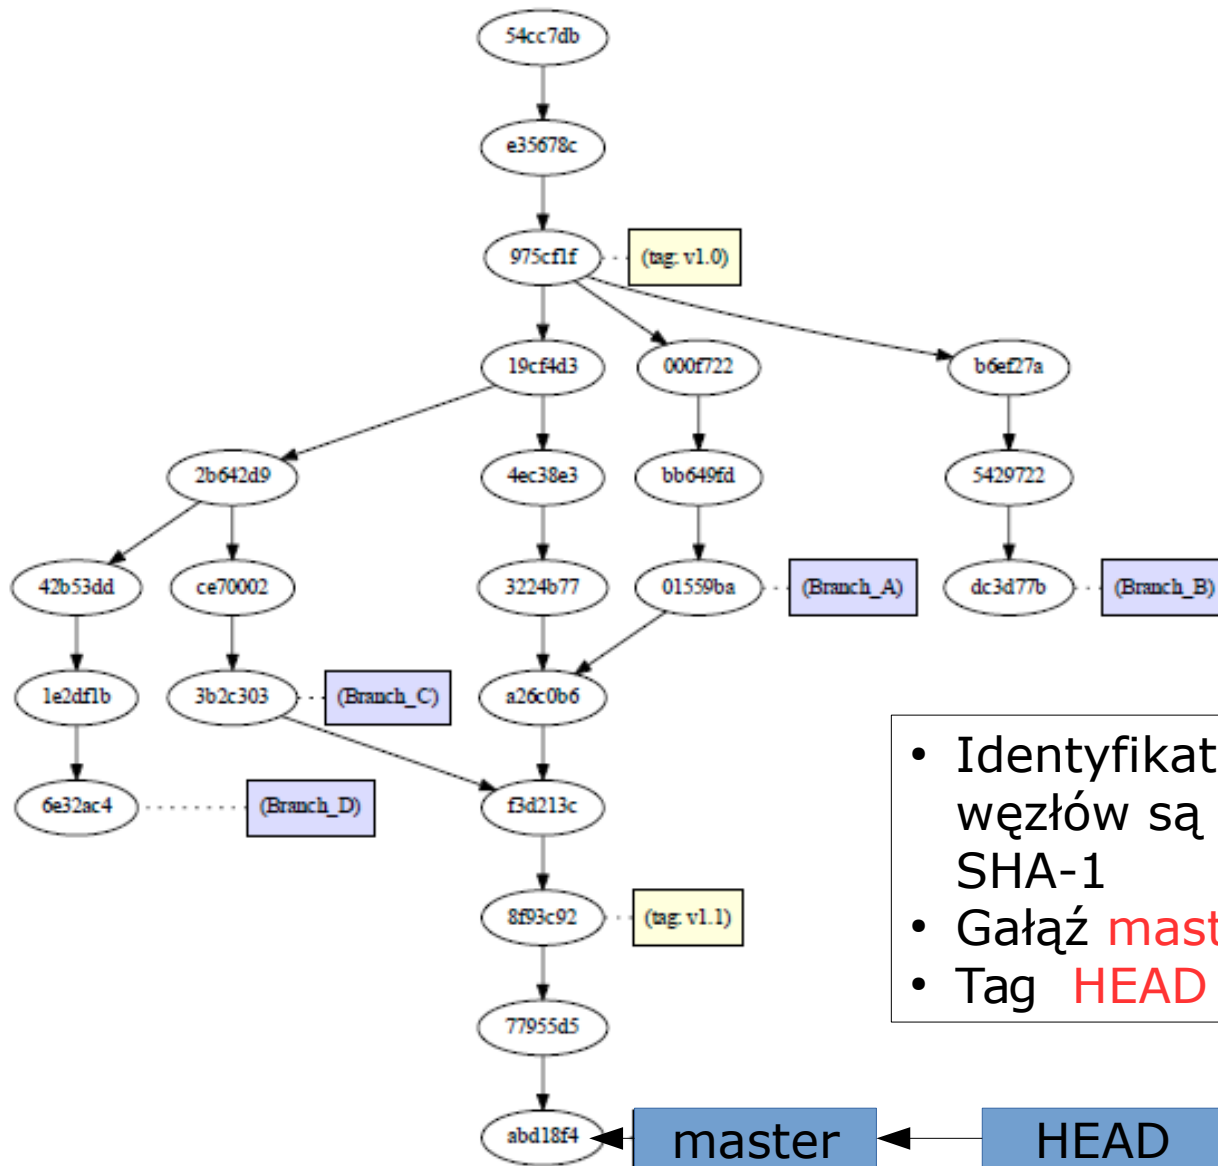 54cc7db
e35678c
975cf1f
(tag: v1.0)
19cf4d3
000f722
b6ef27a
2b642d9
4ec38e3
bb649fd
5429722
42b53dd
ce70002
3224b77
01559ba
(Branch_A)
dc3d77b
(Branch_B)
1e2df1b
3b2c303
(Branch_C)
a26c0b6
6e32ac4
(Branch_D)
f3d213c
• Identyfikat
węzłów są
SHA-1
• Gałąź mast
• Tag HEAD
8f93c92
(tag: v1.1)
77955d5
abd18f4
master
HEAD